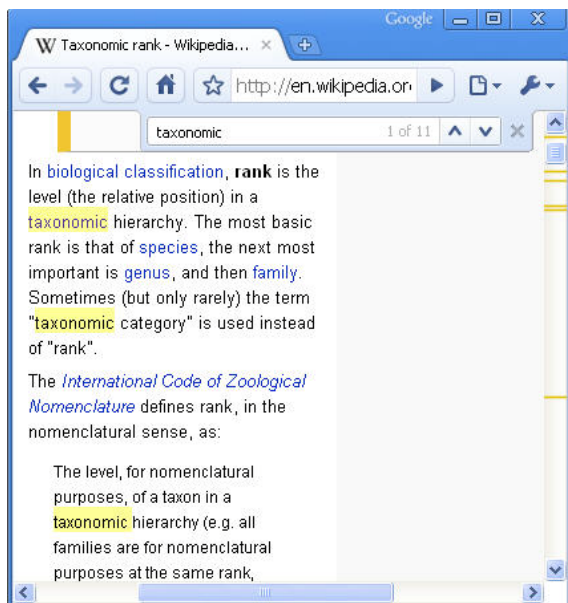 Google
W Taxonomic rank - Wikipedia...
http://en.wikipedia.or
taxonomic 1 of 11
In biological classification, rank is the
level (the relative position) in a
taxonomic hierarchy. The most basic
rank is that of species, the next most
important is genus, and then family.
Sometimes (but only rarely) the term
"taxonomic category" is used instead
of "rank".
The International Code of Zoological
Nomenclature defines rank, in the
nomenclatural sense, as:
The level, for nomenclatural
purposes, of a taxon in a
taxonomic hierarchy (e.g. all
families are for nomenclatural
purposes at the same rank,